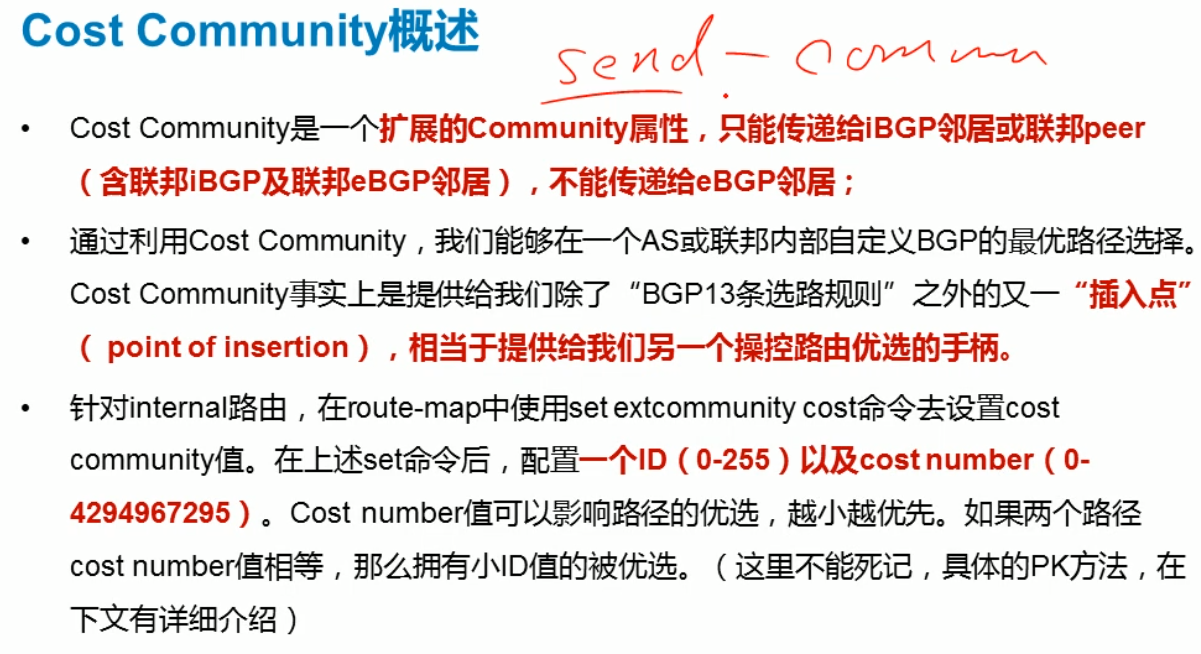 Cost Community概述
send-commun
• Cost Community是一个扩展的Community属性，只能传递给iBGP邻居或联邦peer
（含联邦iBGP及联邦eBGP邻居），不能传递给eBGP邻居；
• 通过利用Cost Community，我们能够在一个AS或联邦内部自定义BGP的最优路径选择。
Cost Community事实上是提供给我们除了“BGP13条选路规则”之外的又一“插入点”
（ point of insertion），相当于提供给我们另一个操控路由优选的手柄。
• 针对internal路由，在route-map中使用set extcommunity cost命令去设置cost
community值。在上述set命令后，配置一个ID（0-255）以及cost number（0-
4294967295）。Cost number值可以影响路径的优选，越小越优先。如果两个路径
cost number值相等，那么拥有小ID值的被优选。（这里不能死记，具体的PK方法，在
下文有详细介绍）